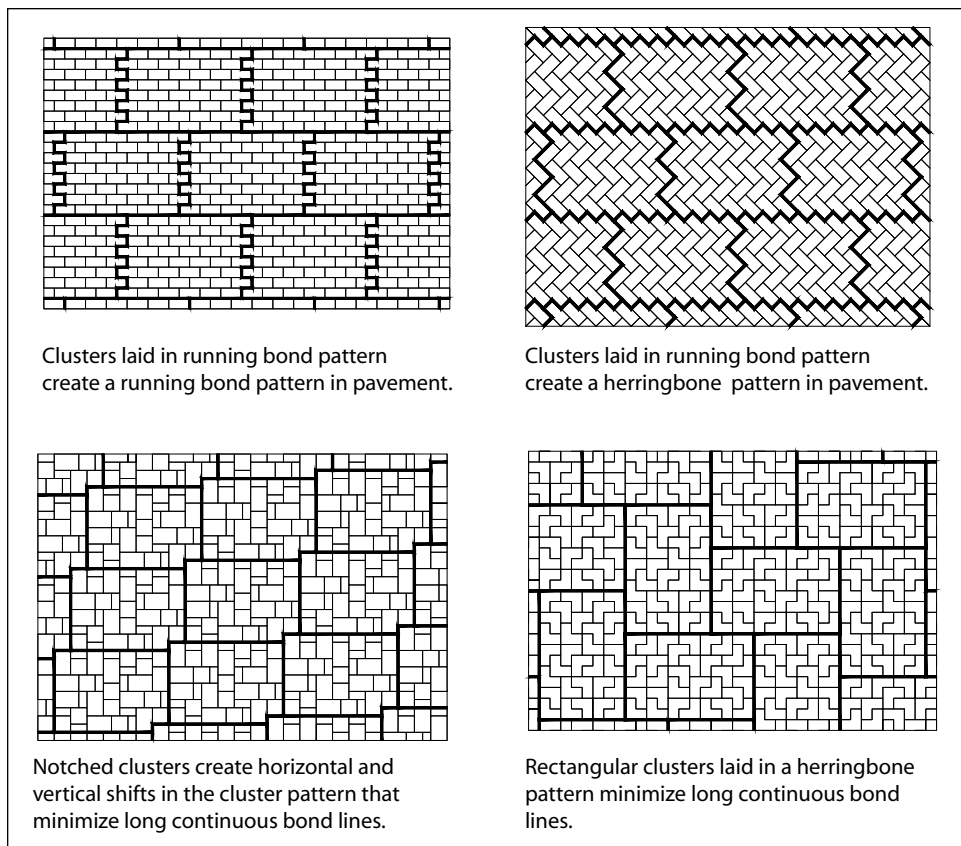 Clusters laid in running bond pattern
create a running bond pattern in pavement.
Clusters laid in running bond pattern
create a herringbone pattern in pavement.
Notched clusters create horizontal and
vertical shifts in the cluster pattern that
minimize long continuous bond lines.
Rectangular clusters laid in a herringbone
pattern minimize long continuous bond
lines.